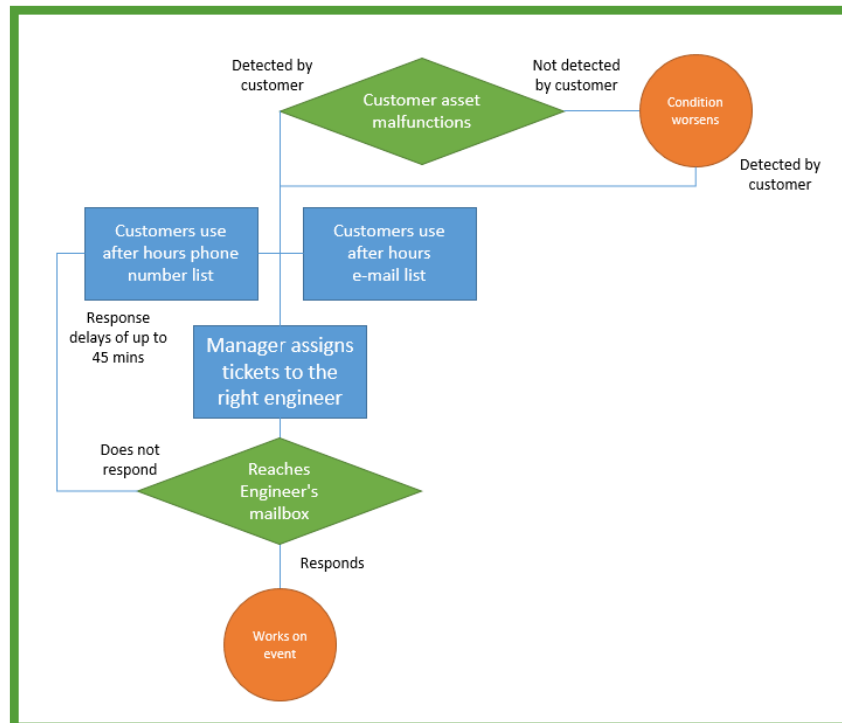 Detected by
customer
Customer asset
malfunctions
Not detected
by customer
Condition
worsens
Detected by
customer
Customers use
after hours phone
number list
Customers use
after hours
e-mail list
Response
delays of up to
45 mins
Manager assigns
tickets to the
right engineer
Does not
respond
Reaches
Engineer's
mailbox
Responds
Works on
event